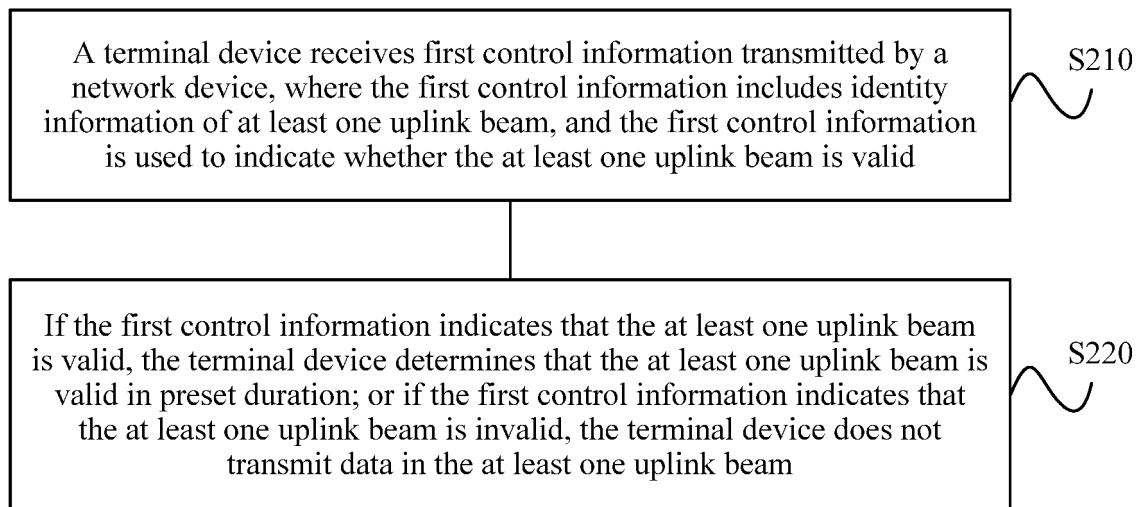 A terminal device receives first control information transmitted by a
network device, where the first control information includes identity
information of at least one uplink beam, and the first control information
is used to indicate whether the at least one uplink beam is valid
S210
If the first control information indicates that the at least one uplink beam
is valid, the terminal device determines that the at least one uplink beam is
valid in preset duration; or if the first control information indicates that
the at least one uplink beam is invalid, the terminal device does not
transmit data in the at least one uplink beam
S220